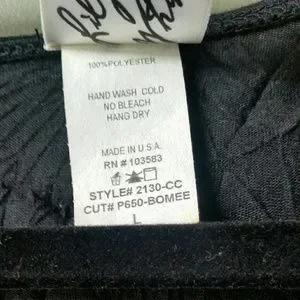 100%POLYESTER
HAND WASH COLD
NO BLEACH
HANG DRY
MADE IN U.S.A.
RN # 103583
STYLE# 2130-CC
CUT# P650-BOMEE
L